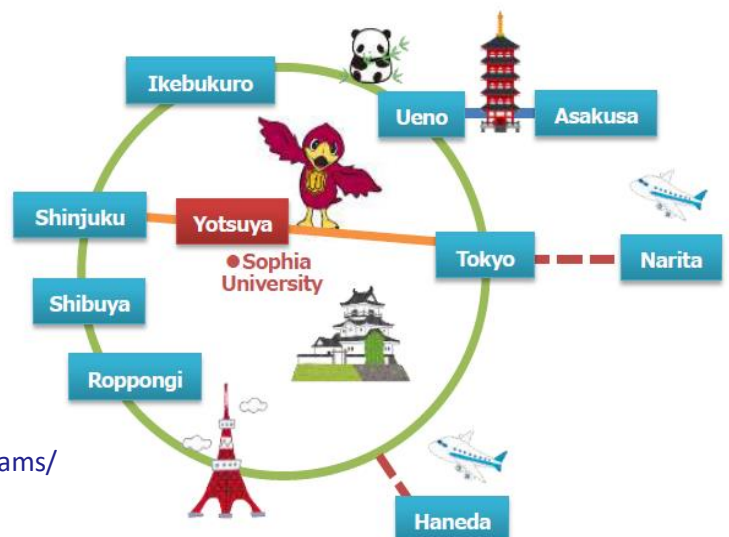 Ikebukuro
Ueno
Asakusa
Shinjuku
Yotsuya
●Sophia
University
Tokyo
Narita
Shibuya
Roppongi
ams/
Haneda